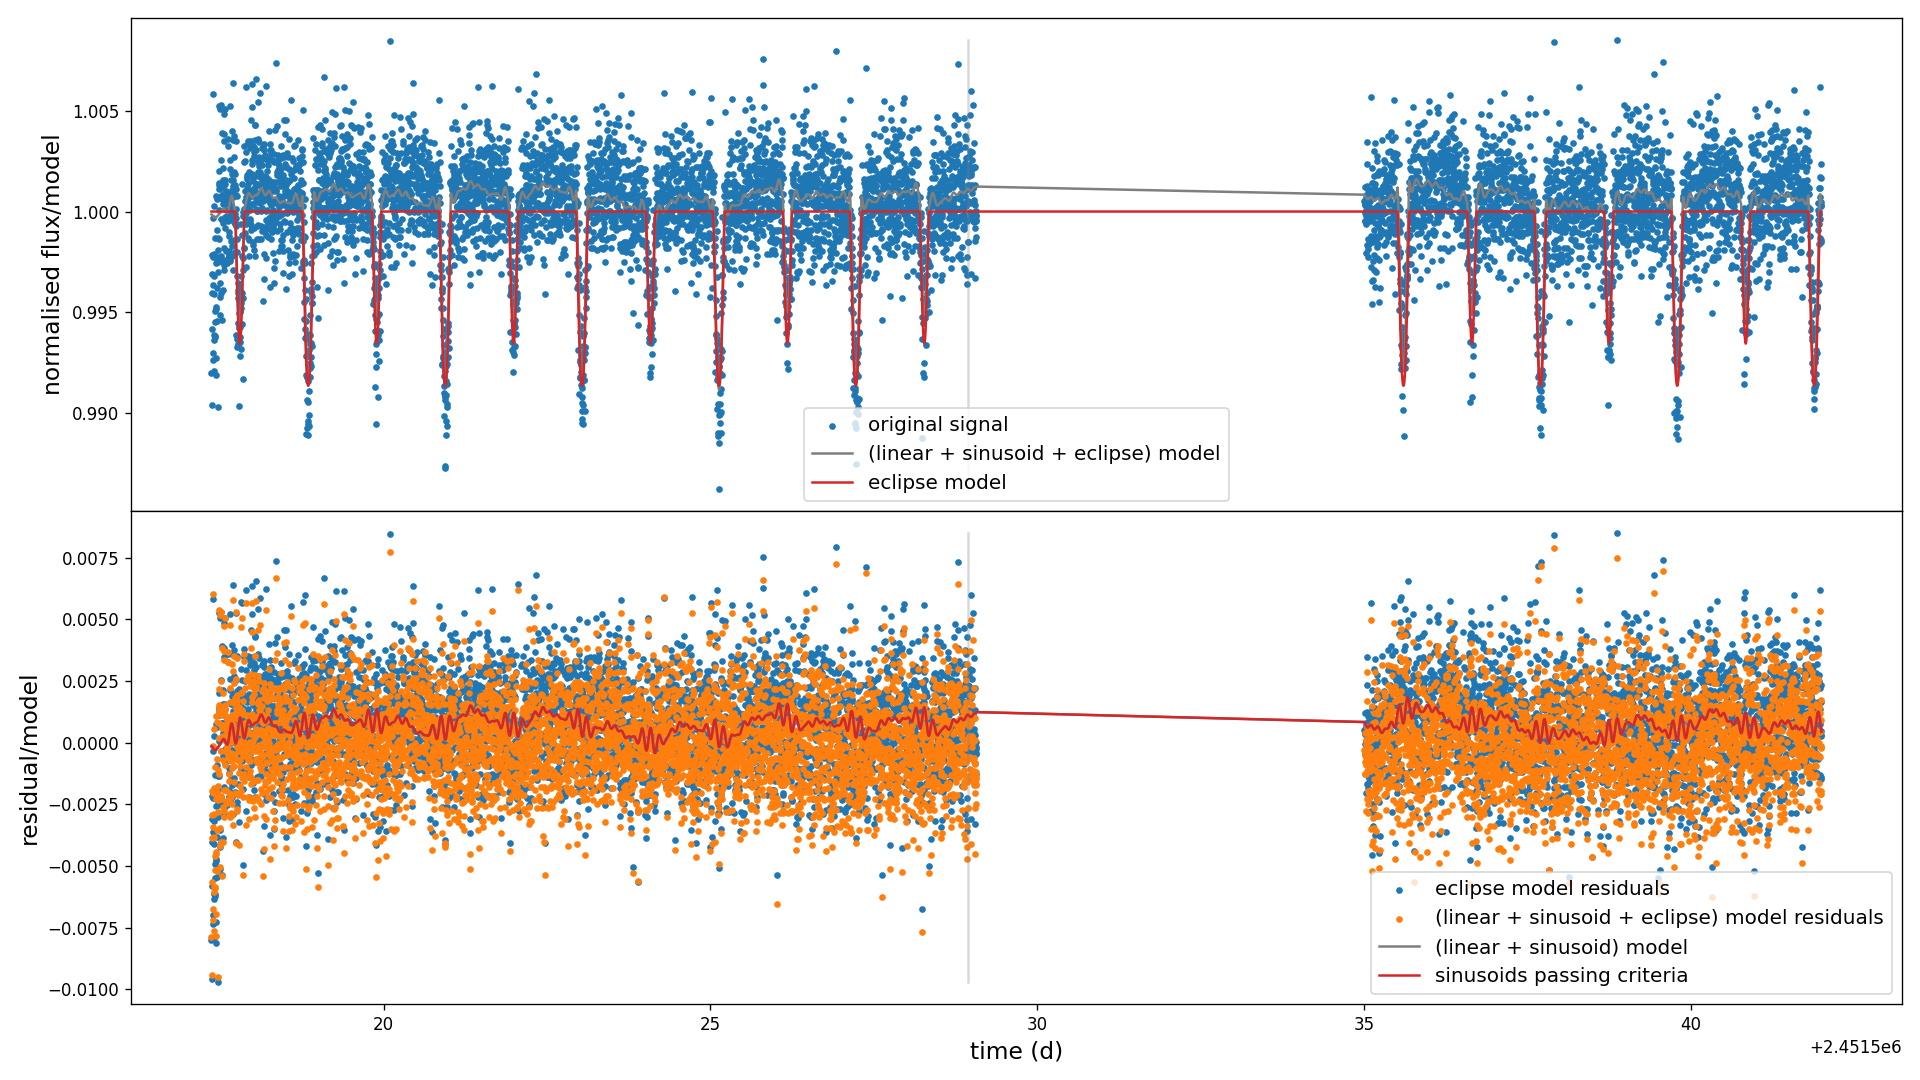 normalised flux/model
1.005
1.000
0.995
0.990
original signal
(linear + sinusoid + eclipse) model
eclipse model
residual/model
0.0075
0.0050
0.0025
0.0000
−0.0025
−0.0050
−0.0075
−0.0100
eclipse model residuals
(linear + sinusoid + eclipse) model residuals
(linear + sinusoid) model
sinusoids passing criteria
20
25
30
35
40
time (d)
+2.4515e6